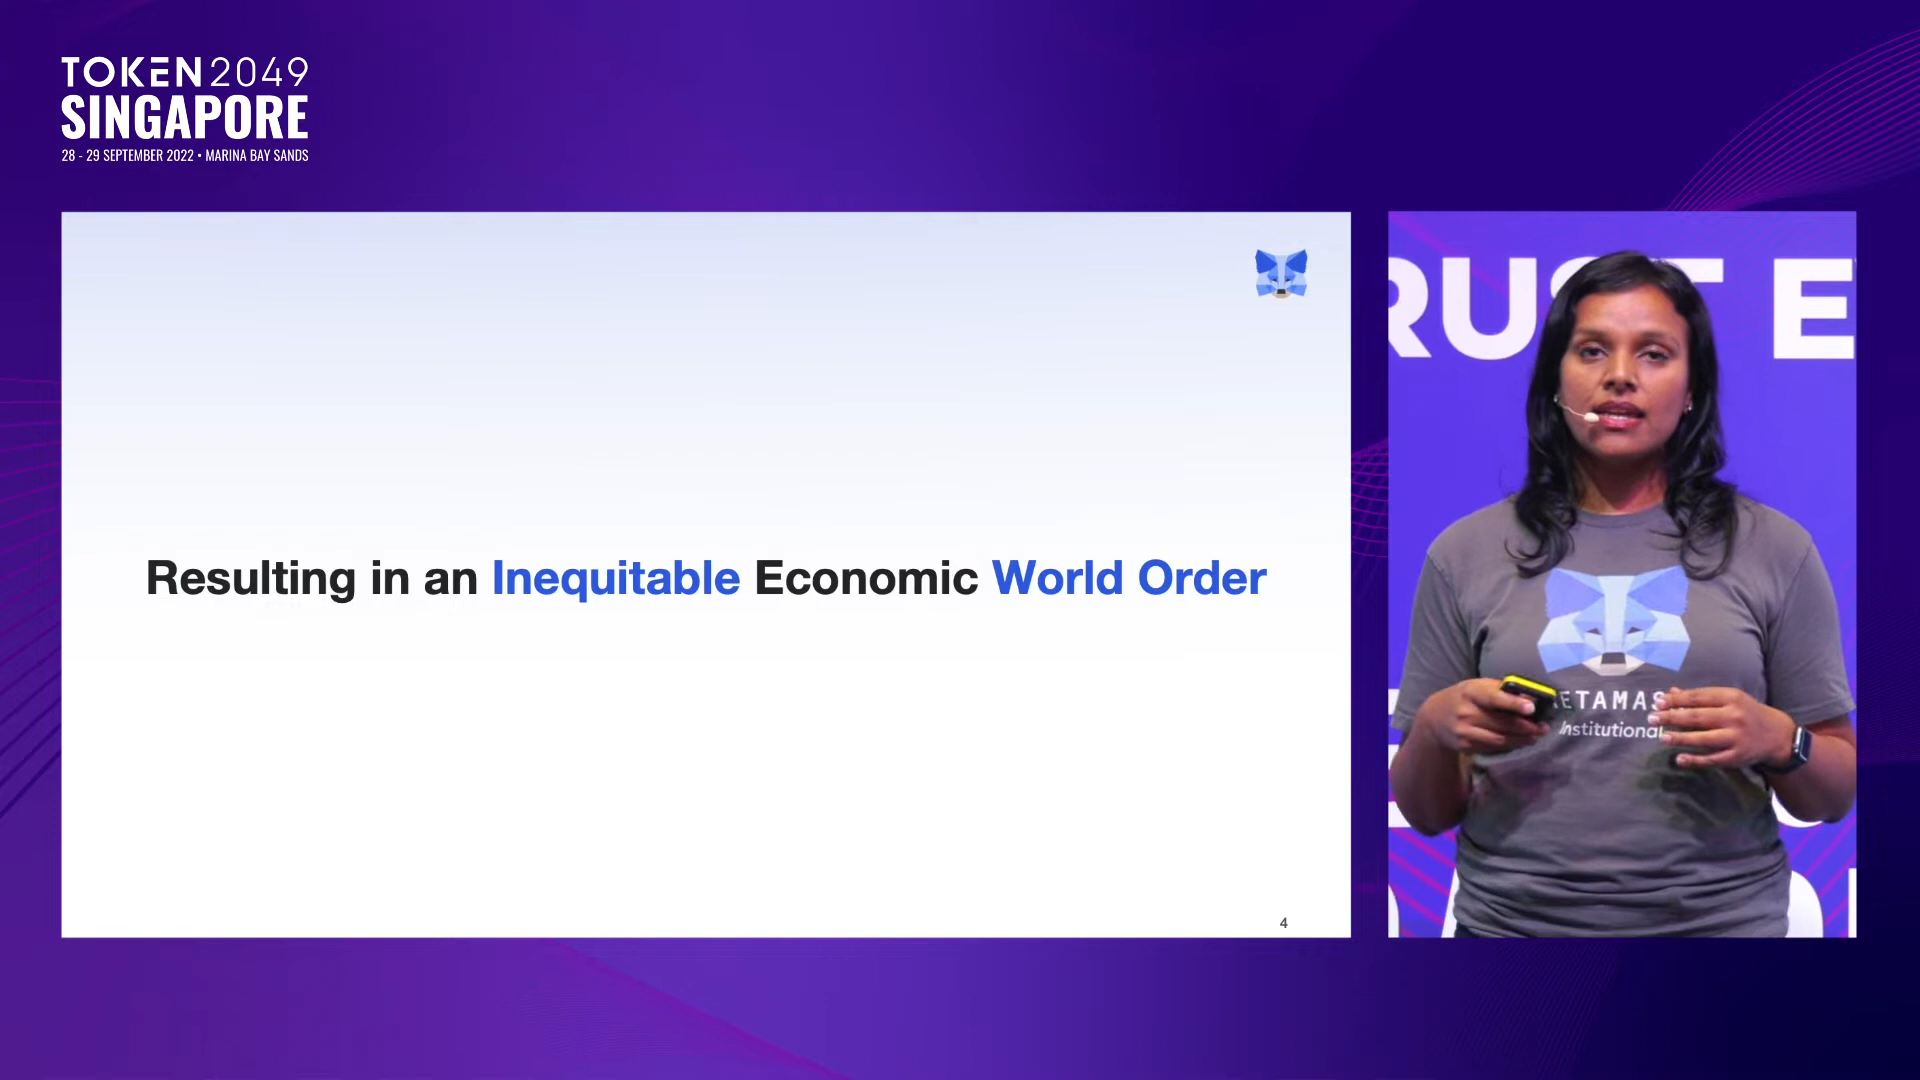 TOKEN2049
SINGAPORE
28 - 29 SEPTEMBER 2022 • MARINA BAY SANDS
Resulting in an Inequitable Economic World Order
4
RUST E
ETAMAS
Institutional